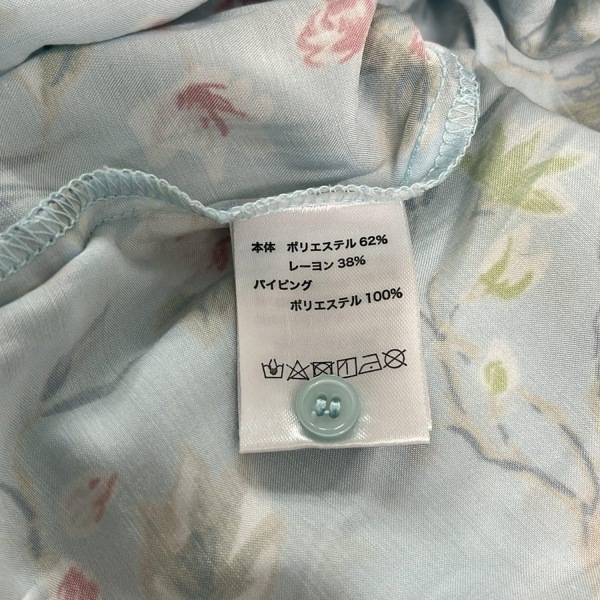 本体 ポリエステル 62%
レーヨン 38%
パイピング
ポリエステル 100%